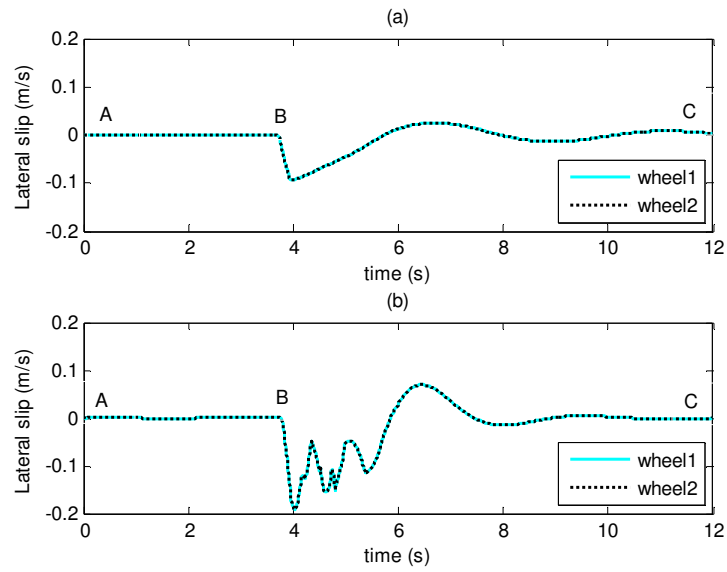 (a)
Lateral slip (m/s)
0.2
0.1
0
-0.1
-0.2
A
B
C
wheel1
wheel2
0 2 4 6 8 10 12
time (s)
(b)
Lateral slip (m/s)
0.2
0.1
0
-0.1
-0.2
A
B
C
wheel1
wheel2
0 2 4 6 8 10 12
time (s)